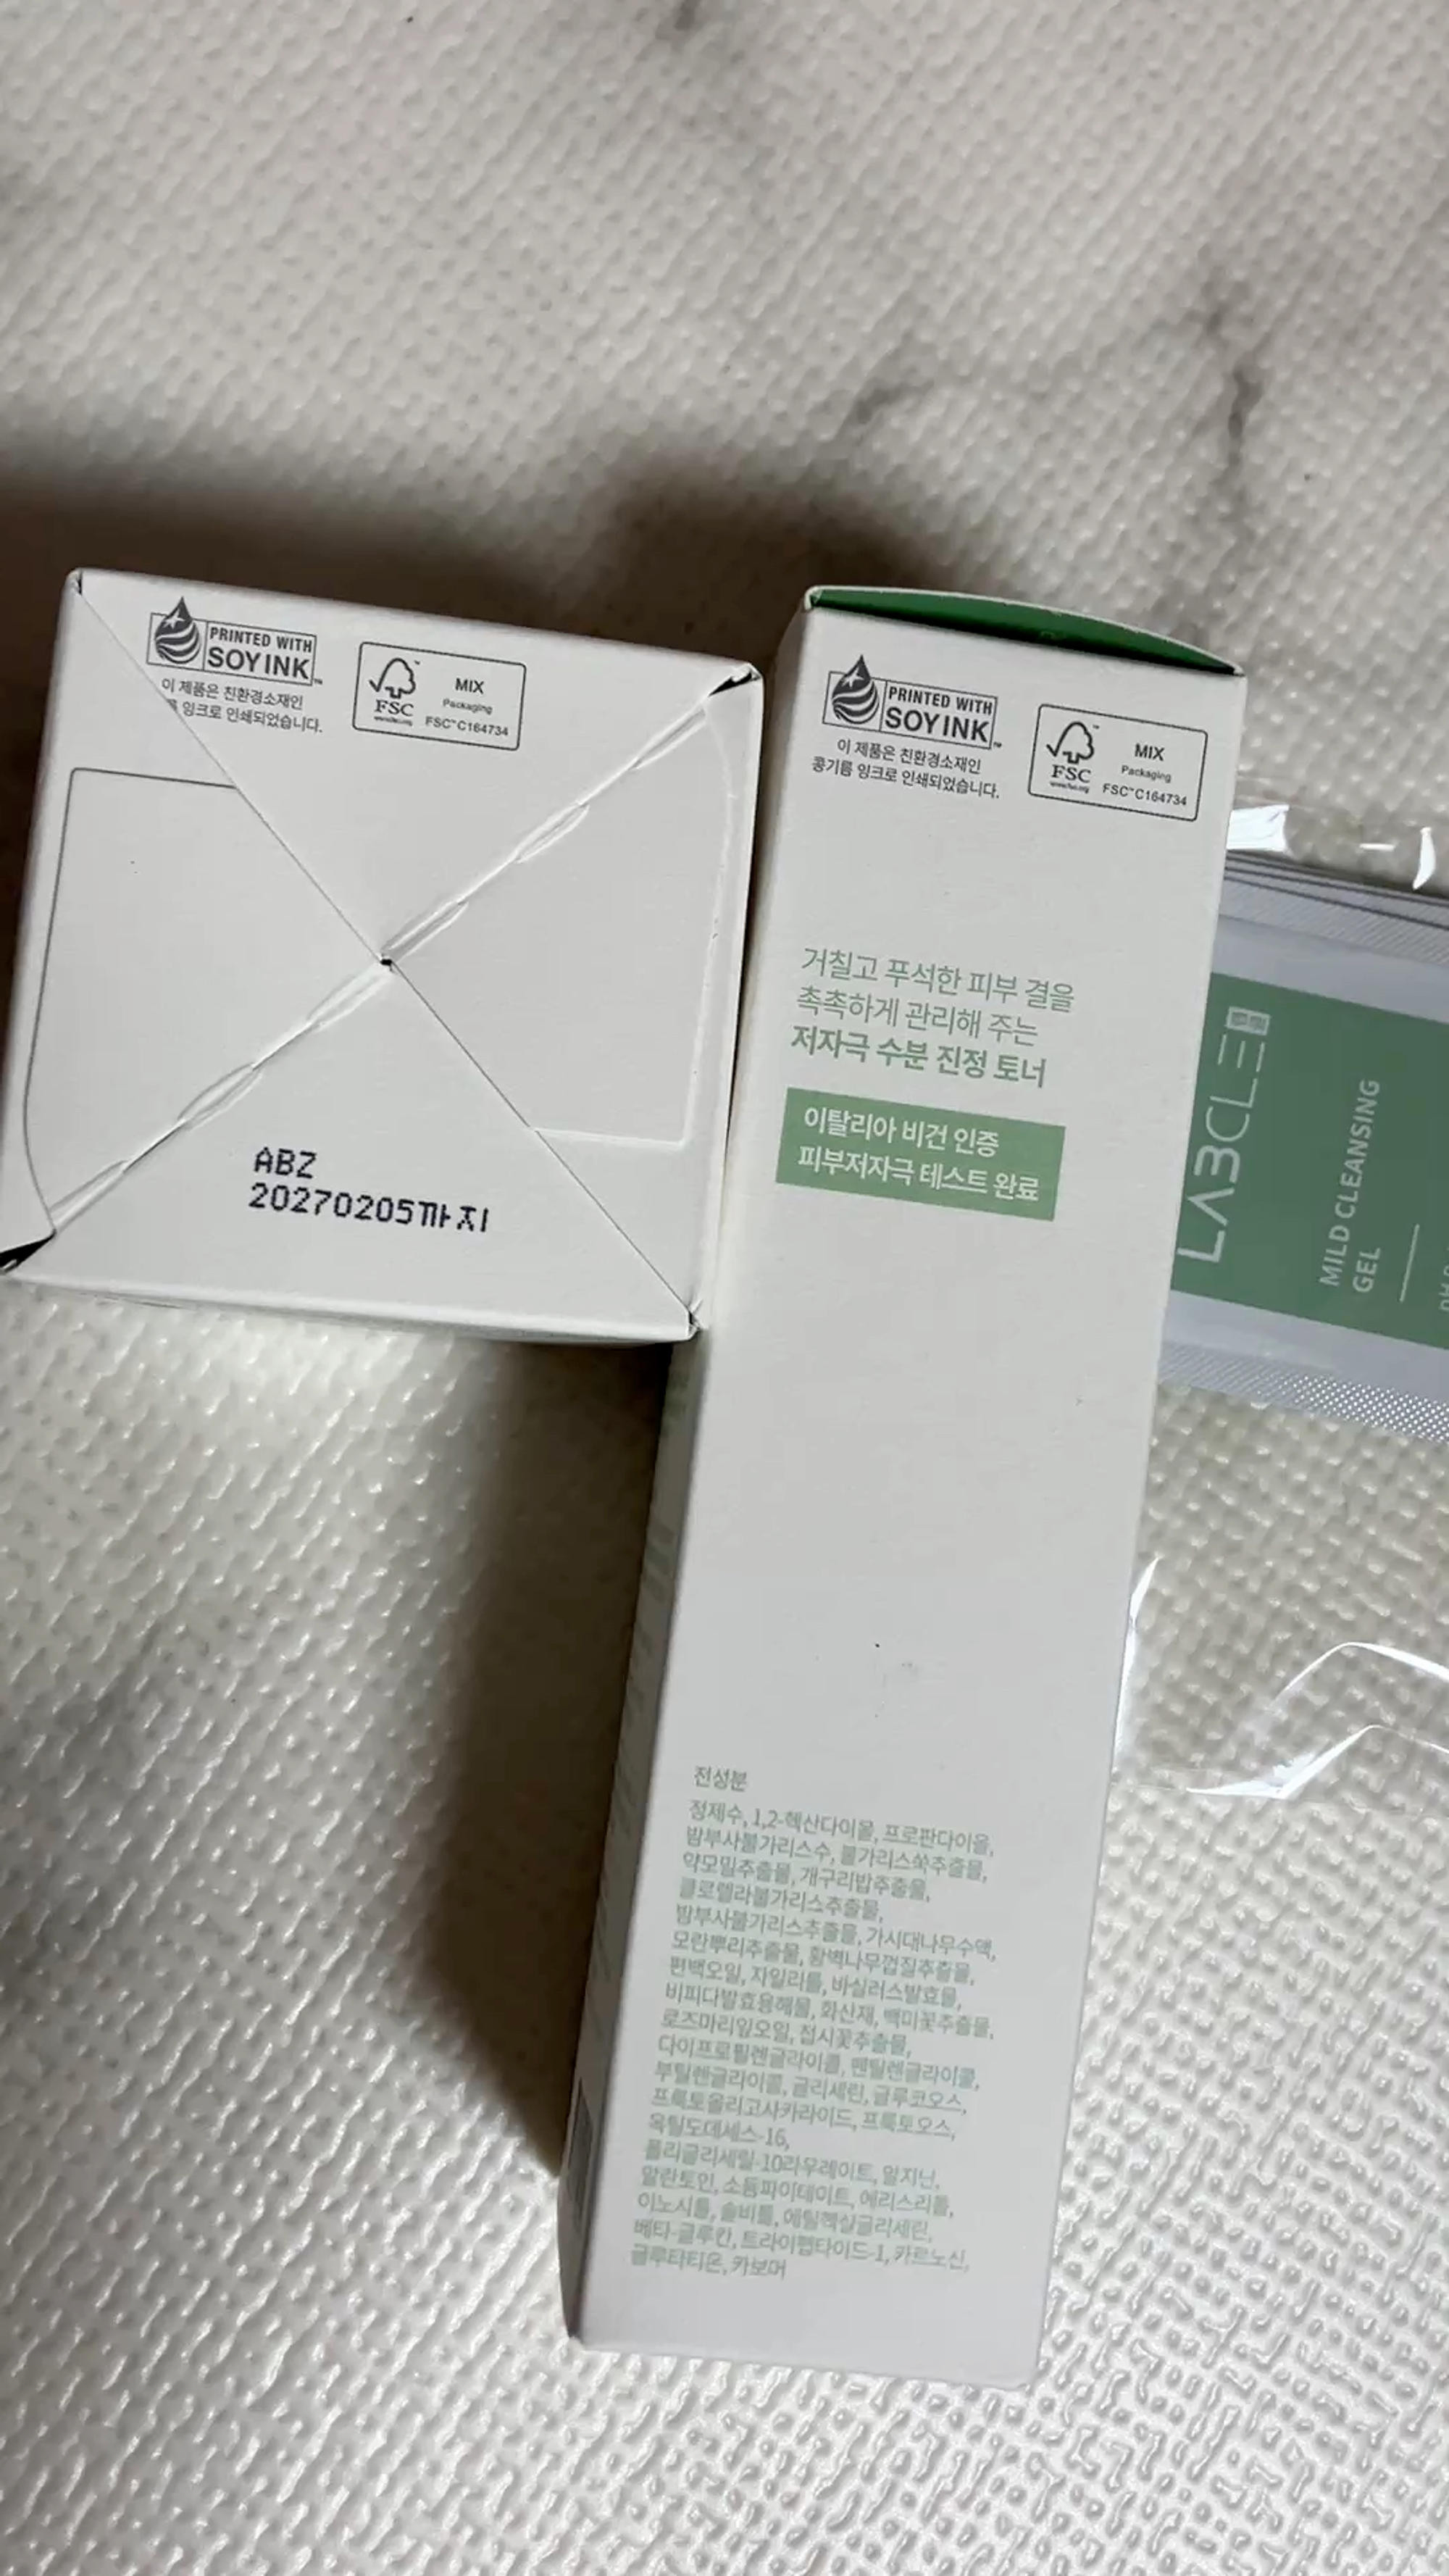 PRINTED WITH
SOY INK™
이 제품은 친환경소재인
잉크로 인쇄되었습니다.
FSC™
www.fsc.org
MIX
Packaging
FSC™ C164734
ABZ
20270205까지
PRINTED WITH
SOY INK™
이 제품은 친환경소재인
콩기름 잉크로 인쇄되었습니다.
FSC™
www.fsc.org
MIX
Packaging
FSC™ C164734
거칠고 푸석한 피부 결을
촉촉하게 관리해 주는
저자극 수분 진정 토너
이탈리아 비건 인증
피부저자극 테스트 완료
전성분
정제수, 1,2-헥산다이올, 프로판다이올,
밤부사불가리스수, 불가리스쑥추출물,
약모밀추출물, 개구리밥추출물,
클로렐라불가리스추출물,
밤부사불가리스추출물, 가시대나무수액,
모란뿌리추출물, 황벽나무껍질추출물,
편백오일, 자일리톨, 바실러스발효물,
비피다발효용해물, 화산재, 백미꽃추출물,
로즈마리잎오일, 접시꽃추출물,
다이프로필렌글라이콜, 펜틸렌글라이콜,
부틸렌글라이콜, 글리세린, 글루코오스,
프룩토올리고사카라이드, 프룩토오스,
옥틸도데세스-16,
폴리글리세릴-10라우레이트, 알지닌,
알란토인, 소듐파이테이트, 에리스리톨,
이노시톨, 솔비톨, 에틸헥실글리세린,
베타-글루칸, 트라이펩타이드-1, 카르노신,
글루타티온, 카보머
LABCLE
MILD CLEANSING
GEL